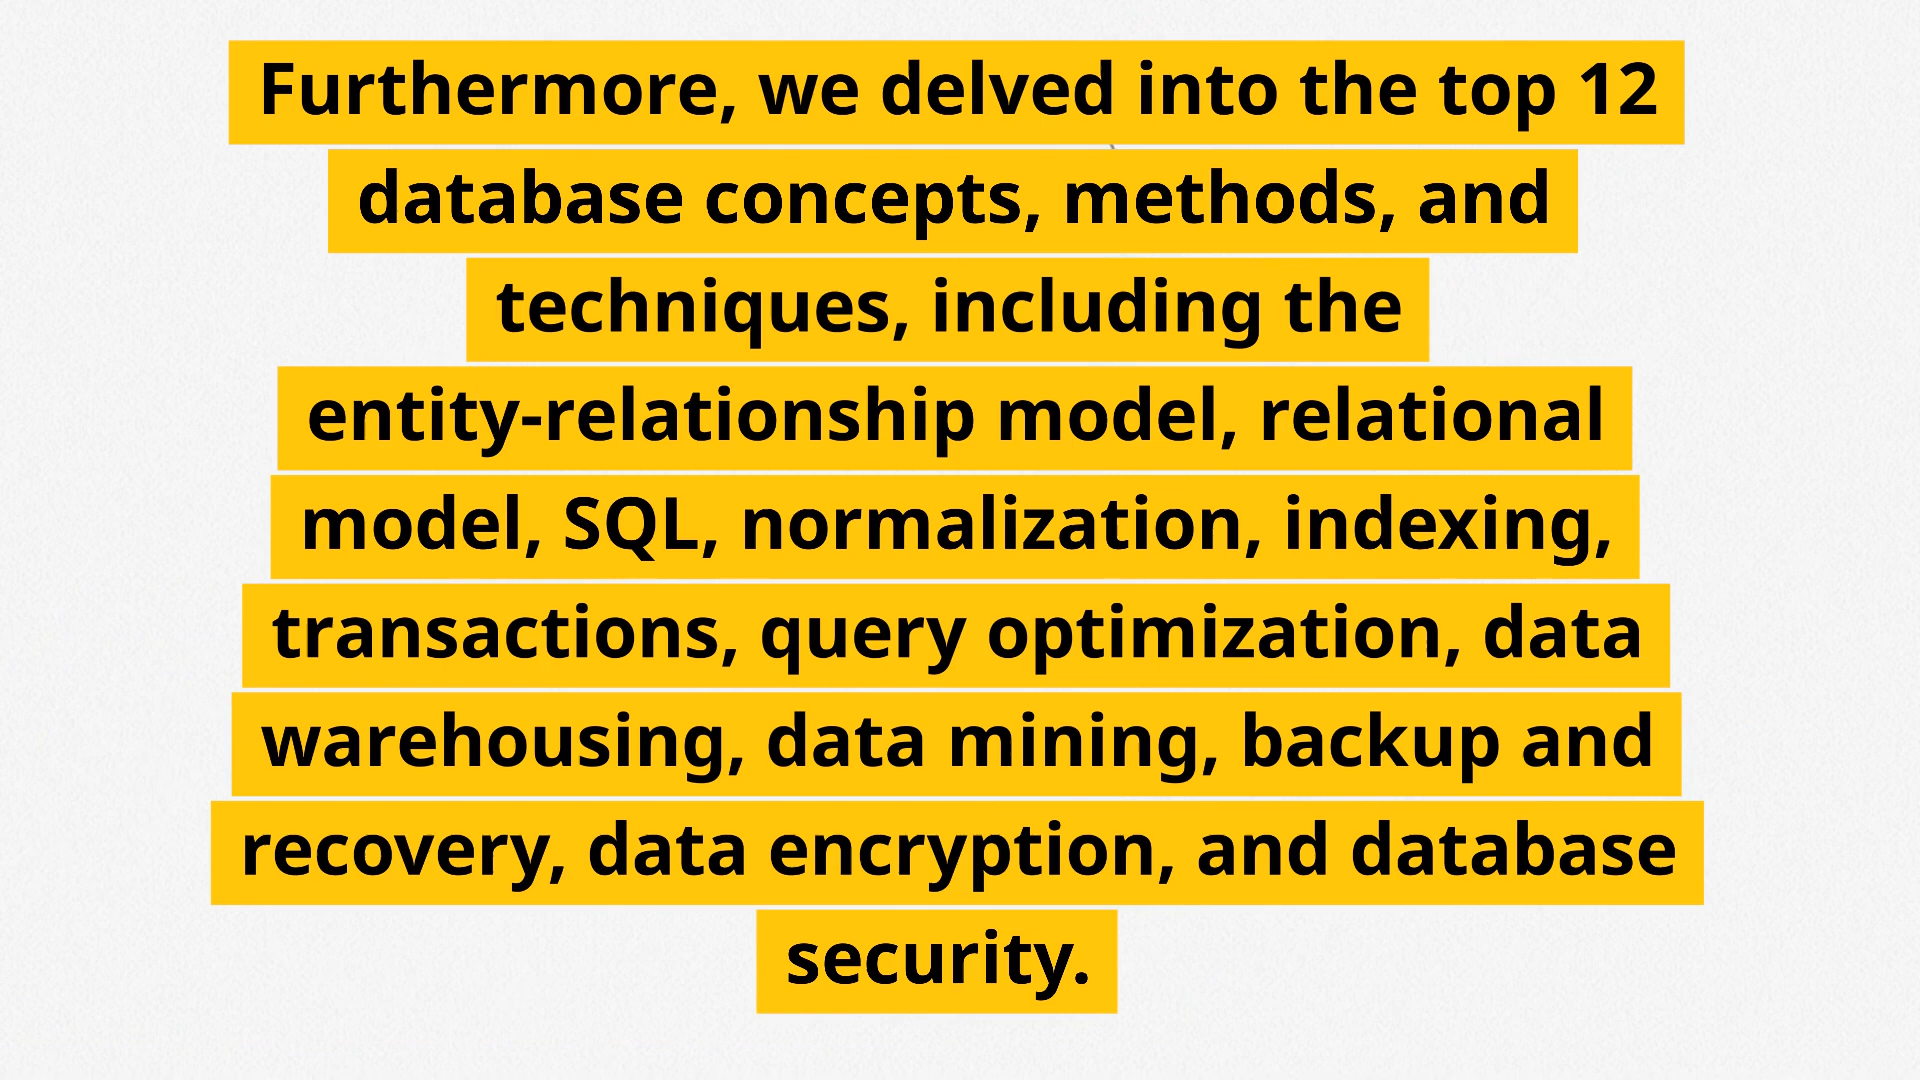 Furthermore, we delved into the top 12
database concepts, methods, and
techniques, including the
entity-relationship model, relational
model, SQL, normalization, indexing,
transactions, query optimization, data
warehousing, data mining, backup and
recovery, data encryption, and database
security.